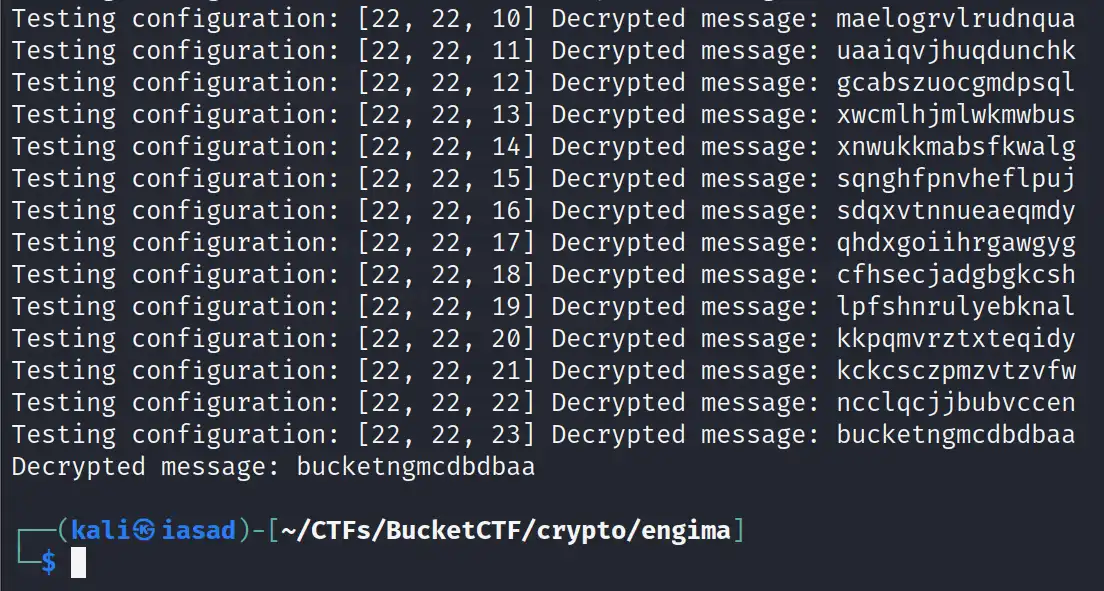 Testing configuration: [22, 22, 10] Decrypted message: maelogrvlrudnqua
Testing configuration: [22, 22, 11] Decrypted message: uaaiqvjhuqdunchk
Testing configuration: [22, 22, 12] Decrypted message: gcabszuocgmdpsql
Testing configuration: [22, 22, 13] Decrypted message: xwcmlhjmlwkmwbus
Testing configuration: [22, 22, 14] Decrypted message: xnwukkmabsfkwalg
Testing configuration: [22, 22, 15] Decrypted message: sqnghfpnvheflpuj
Testing configuration: [22, 22, 16] Decrypted message: sdqxvtnnueaeqmdy
Testing configuration: [22, 22, 17] Decrypted message: qhdxgoiihrgawgyg
Testing configuration: [22, 22, 18] Decrypted message: cfhsecjadgbgkcsh
Testing configuration: [22, 22, 19] Decrypted message: lpfshnrulyebknal
Testing configuration: [22, 22, 20] Decrypted message: kkpqmvrztxteqidy
Testing configuration: [22, 22, 21] Decrypted message: kckcsczpmzvtzvfw
Testing configuration: [22, 22, 22] Decrypted message: ncclqcjjbubvccen
Testing configuration: [22, 22, 23] Decrypted message: bucketngmcdbdbaa
Decrypted message: bucketngmcdbdbaa
┌──(kali㉿iasad)-[~/CTFs/BucketCTF/crypto/engima]
└─$